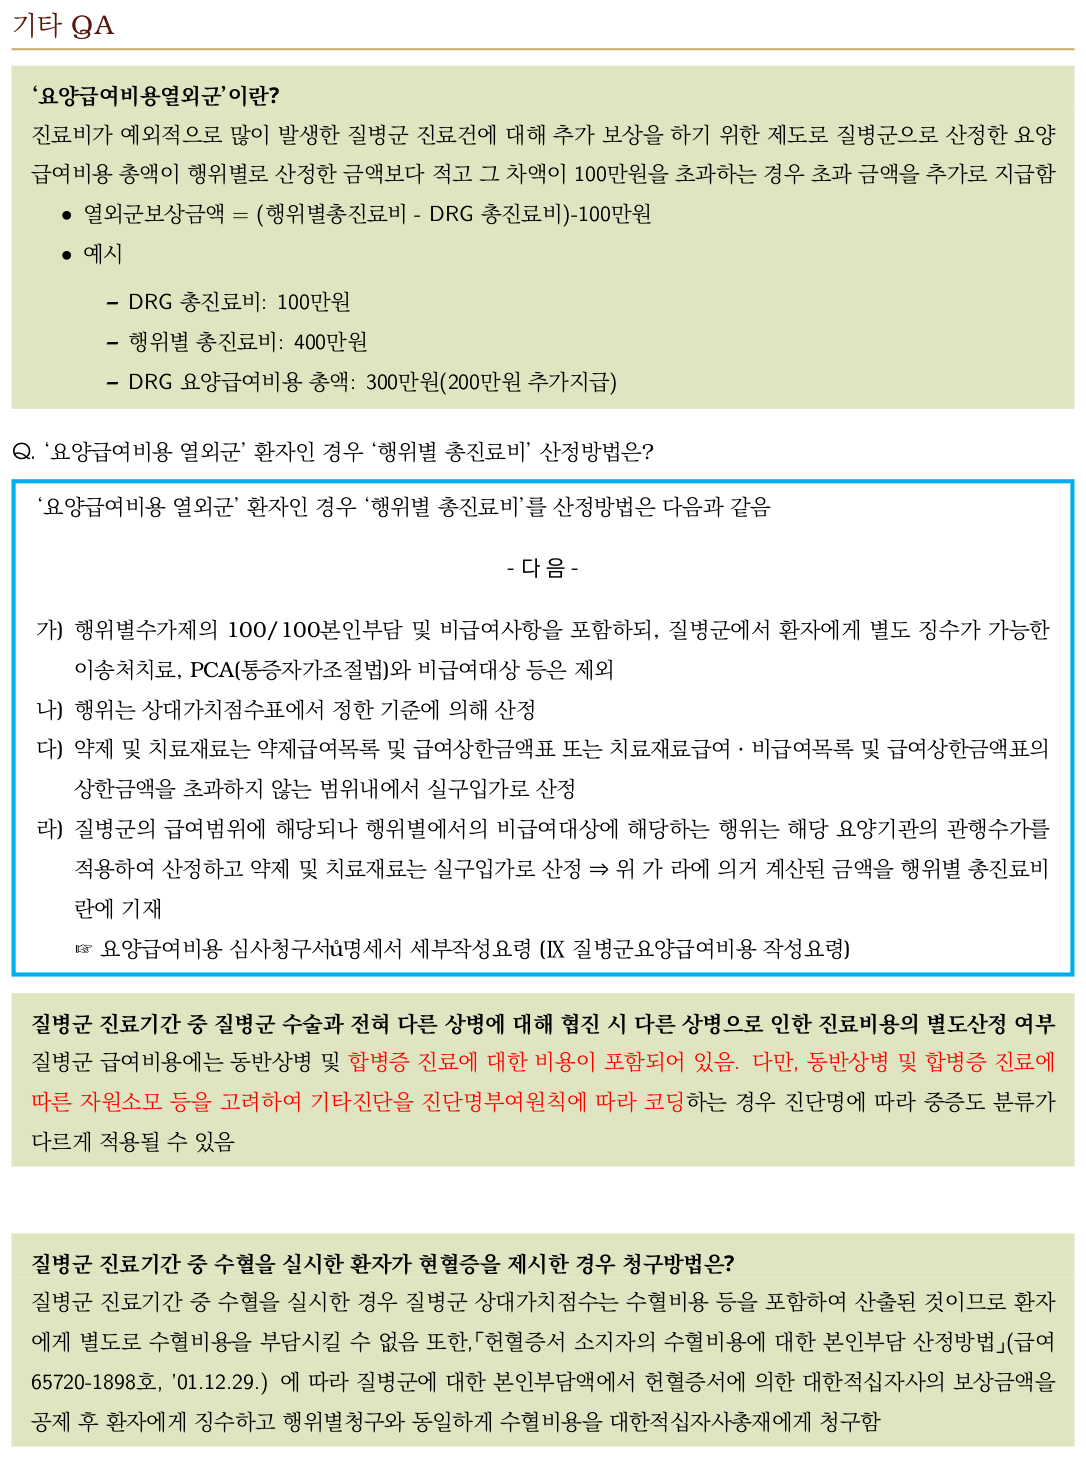 기타 QA
‘요양급여비용열외군’이란?
진료비가 예외적으로 많이 발생한 질병군 진료건에 대해 추가 보상을 하기 위한 제도로 질병군으로 산정한 요양
급여비용 총액이 행위별로 산정한 금액보다 적고 그 차액이 100만원을 초과하는 경우 초과 금액을 추가로 지급함
• 열외군보상금액 = (행위별총진료비 - DRG 총진료비)-100만원
• 예시
– DRG 총진료비: 100만원
– 행위별 총진료비: 400만원
– DRG 요양급여비용 총액: 300만원(200만원 추가지급)
Q. ‘요양급여비용 열외군’ 환자인 경우 ‘행위별 총진료비’ 산정방법은?
‘요양급여비용 열외군’ 환자인 경우 ‘행위별 총진료비’를 산정방법은 다음과 같음
- 다 음 -
가) 행위별수가제의 100/100본인부담 및 비급여사항을 포함하되, 질병군에서 환자에게 별도 징수가 가능한
이송처치료, PCA(통증자가조절법)와 비급여대상 등은 제외
나) 행위는 상대가치점수표에서 정한 기준에 의해 산정
다) 약제 및 치료재료는 약제급여목록 및 급여상한금액표 또는 치료재료급여 · 비급여목록 및 급여상한금액표의
상한금액을 초과하지 않는 범위내에서 실구입가로 산정
라) 질병군의 급여범위에 해당되나 행위별에서의 비급여대상에 해당하는 행위는 해당 요양기관의 관행수가를
적용하여 산정하고 약제 및 치료재료는 실구입가로 산정 ⇒ 위 가 라에 의거 계산된 금액을 행위별 총진료비
란에 기재
☞ 요양급여비용 심사청구서ů명세서 세부작성요령 (Ⅸ 질병군요양급여비용 작성요령)
질병군 진료기간 중 질병군 수술과 전혀 다른 상병에 대해 협진 시 다른 상병으로 인한 진료비용의 별도산정 여부
질병군 급여비용에는 동반상병 및 합병증 진료에 대한 비용이 포함되어 있음. 다만, 동반상병 및 합병증 진료에
따른 자원소모 등을 고려하여 기타진단을 진단명부여원칙에 따라 코딩하는 경우 진단명에 따라 중증도 분류가
다르게 적용될 수 있음
질병군 진료기간 중 수혈을 실시한 환자가 현혈증을 제시한 경우 청구방법은?
질병군 진료기간 중 수혈을 실시한 경우 질병군 상대가치점수는 수혈비용 등을 포함하여 산출된 것이므로 환자
에게 별도로 수혈비용을 부담시킬 수 없음 또한,「헌혈증서 소지자의 수혈비용에 대한 본인부담 산정방법」(급여
65720-1898호, ’01.12.29.) 에 따라 질병군에 대한 본인부담액에서 헌혈증서에 의한 대한적십자사의 보상금액을
공제 후 환자에게 징수하고 행위별청구와 동일하게 수혈비용을 대한적십자사총재에게 청구함